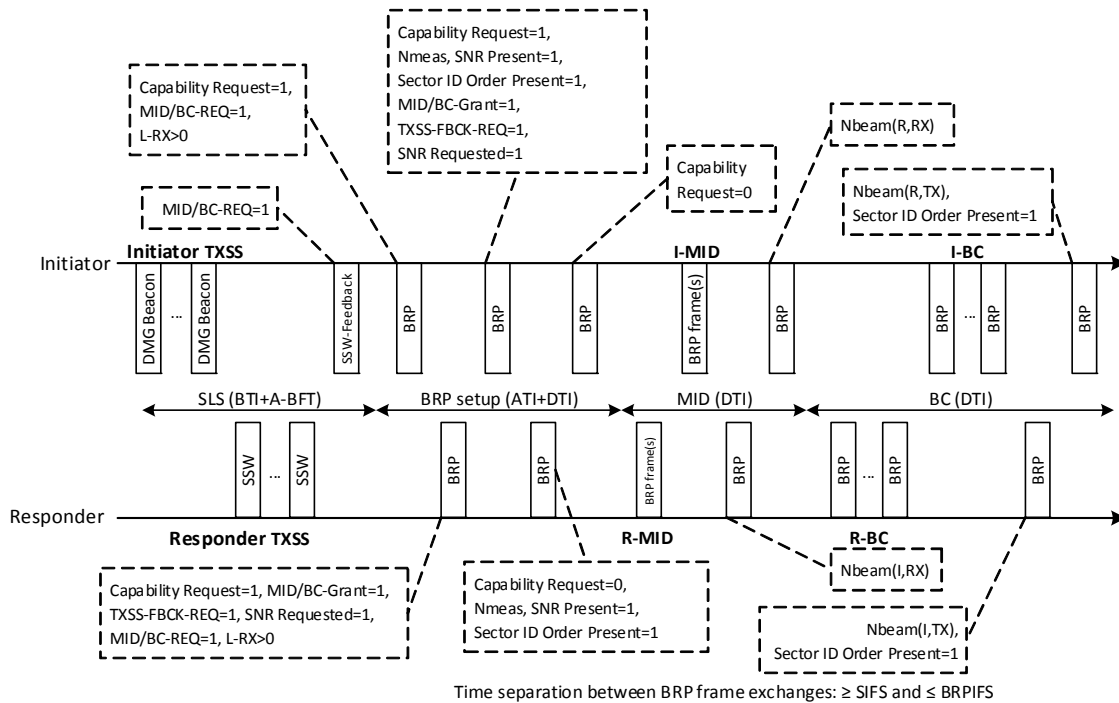 Capability Request=1,
Nmeas, SNR Present=1,
Sector ID Order Present=1,
MID/BC-Grant=1,
TXSS-FBCK-REQ=1,
SNR Requested=1
Capability Request=1,
MID/BC-REQ=1,
L-RX>0
MID/BC-REQ=1
Capability
Request=0
Nbeam(R,RX)
Nbeam(R,TX),
Sector ID Order Present=1
Initiator TXSS
I-MID
I-BC
Initiator
DMG Beacon
...
DMG Beacon
SSW-Feedback
BRP
BRP
BRP
BRP frame(s)
BRP
BRP
...
BRP
BRP
SLS (BTI+A-BFT)
BRP setup (ATI+DTI)
MID (DTI)
BC (DTI)
SSW
...
SSW
BRP
BRP
BRP frame(s)
BRP
BRP
...
BRP
BRP
Responder
Responder TXSS
R-MID
R-BC
Capability Request=1, MID/BC-Grant=1,
TXSS-FBCK-REQ=1, SNR Requested=1,
MID/BC-REQ=1, L-RX>0
Capability Request=0,
Nmeas, SNR Present=1,
Sector ID Order Present=1
Nbeam(I,RX)
Nbeam(I,TX),
Sector ID Order Present=1
Time separation between BRP frame exchanges: ≥ SIFS and ≤ BRPIFS